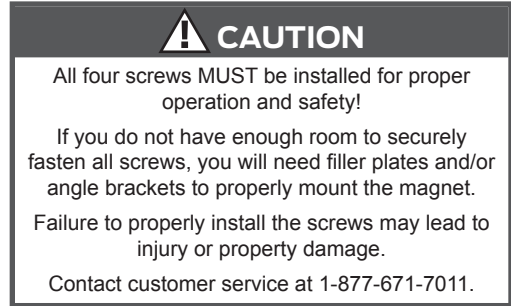 CAUTION
All four screws MUST be installed for proper
operation and safety!
If you do not have enough room to securely
fasten all screws, you will need filler plates and/or
angle brackets to properly mount the magnet.
Failure to properly install the screws may lead to
injury or property damage.
Contact customer service at 1-877-671-7011.